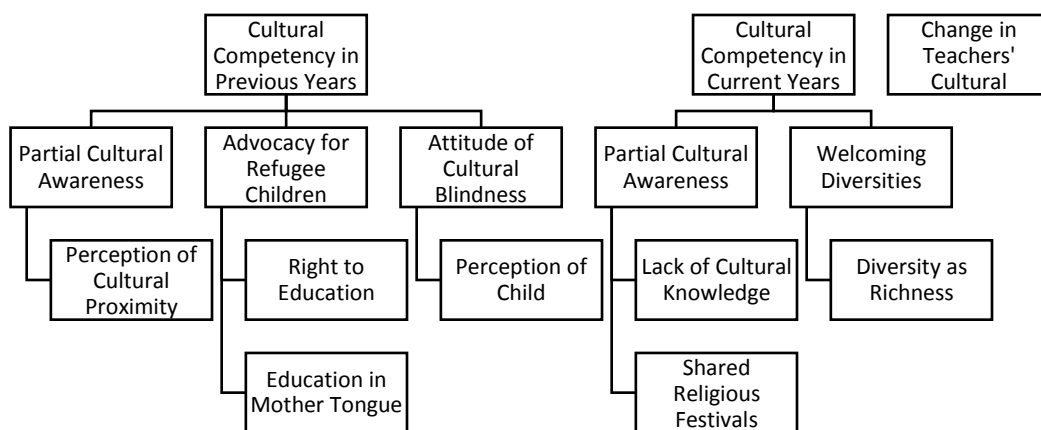 Cultural
Competency in
Previous Years
Cultural
Competency in
Current Years
Change in
Teachers'
Cultural
Partial Cultural
Awareness
Advocacy for
Refugee
Children
Attitude of
Cultural
Blindness
Partial Cultural
Awareness
Welcoming
Diversities
Perception of
Cultural
Proximity
Right to
Education
Perception of
Child
Lack of Cultural
Knowledge
Diversity as
Richness
Education in
Mother Tongue
Shared
Religious
Festivals